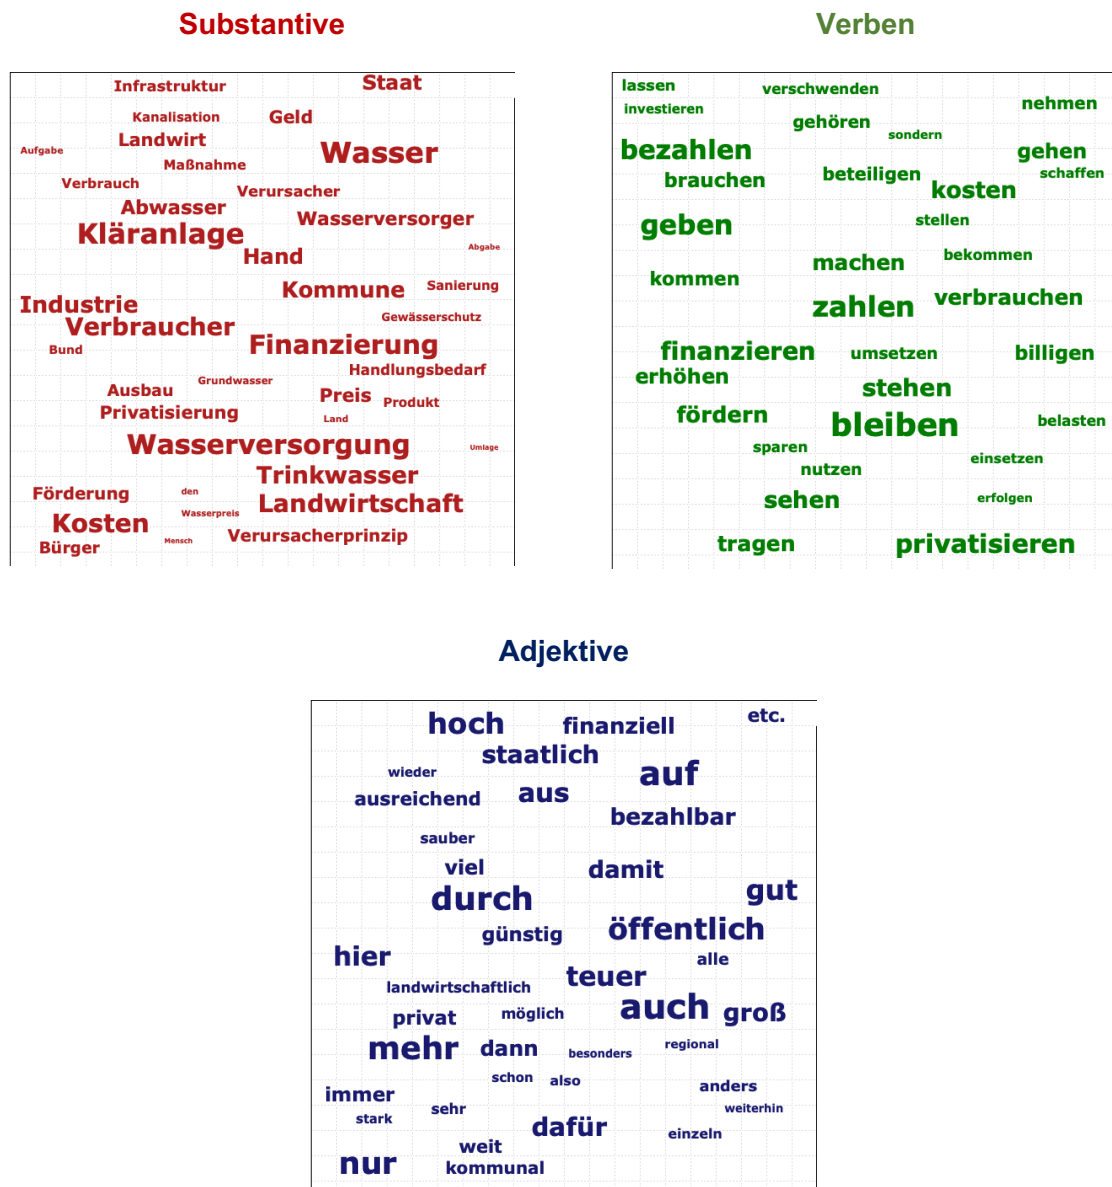 Substantive
Infrastruktur
Staat
Kanalisation
Geld
Landwirt
Aufgabe
Wasser
Maßnahme
Verbrauch
Verursacher
Abwasser
Wasserversorger
Kläranlage
Abgabe
Hand
Kommune
Sanierung
Industrie
Gewässerschutz
Verbraucher
Bund
Finanzierung
Handlungsbedarf
Grundwasser
Ausbau
Preis
Produkt
Privatisierung
Land
Wasserversorgung
Umlage
Trinkwasser
Förderung
den
Landwirtschaft
Wasserpreis
Kosten
Verursacherprinzip
Mensch
Bürger
Verben
lassen
verschwenden
investieren
nehmen
gehören
sondern
bezahlen
gehen
brauchen
beteiligen
schaffen
kosten
geben
stellen
machen
bekommen
kommen
zahlen
verbrauchen
finanzieren
umsetzen
billigen
erhöhen
stehen
fördern
bleiben
belasten
sparen
nutzen
einsetzen
sehen
erfolgen
tragen
privatisieren
Adjektive
hoch
finanziell
etc.
staatlich
wieder
auf
ausreichend
aus
bezahlbar
sauber
viel
damit
durch
gut
günstig
öffentlich
hier
alle
teuer
landwirtschaftlich
privat
möglich
auch
groß
mehr
dann
besonders
regional
schon
also
immer
anders
stark
sehr
weiterhin
dafür
einzeln
weit
nur
kommunal